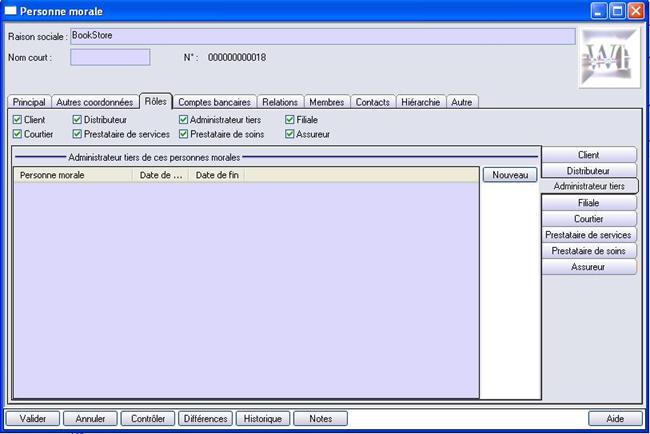 Personne morale
Raison sociale : BookStore
Nom court : N° : 000000000018
Principal Autres coordonnées Rôles Comptes bancaires Relations Membres Contacts Hiérarchie Autre
Client Distributeur Administrateur tiers Filiale
Courtier Prestataire de services Prestataire de soins Assureur
Administrateur tiers de ces personnes morales
Personne morale Date de ... Date de fin
Nouveau
Client
Distributeur
Administrateur tiers
Filiale
Courtier
Prestataire de services
Prestataire de soins
Assureur
Valider Annuler Contrôler Différences Historique Notes Aide